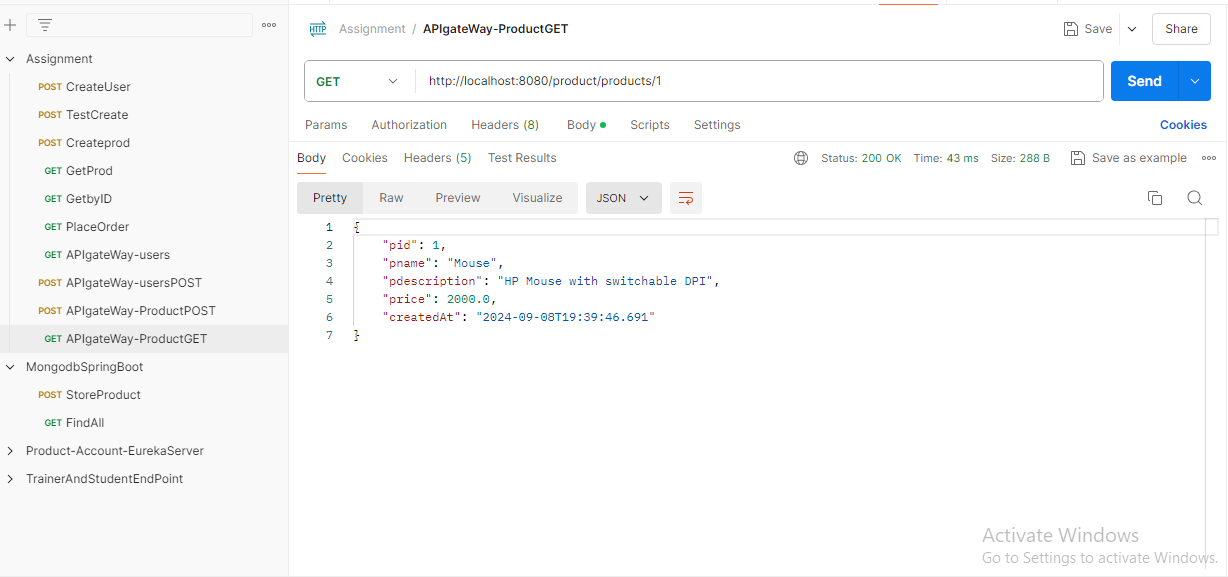 Assignment / APIgateWay-ProductGET Save Share
Assignment
POST CreateUser
POST TestCreate
POST Createprod
GET GetProd
GET GetbyID
GET PlaceOrder
GET APIgateWay-users
POST APIgateWay-usersPOST
POST APIgateWay-ProductPOST
GET APIgateWay-ProductGET
MongodbSpringBoot
POST StoreProduct
GET FindAll
Product-Account-EurekaServer
TrainerAndStudentEndPoint
HTTP
GET http://localhost:8080/product/products/1 Send
Params Authorization Headers (8) Body Scripts Settings Cookies
Body Cookies Headers (5) Test Results Status: 200 OK Time: 43 ms Size: 288 B Save as example
Pretty Raw Preview Visualize JSON
1 {
2 "pid": 1,
3 "pname": "Mouse",
4 "pdescription": "HP Mouse with switchable DPI",
5 "price": 2000.0,
6 "createdAt": "2024-09-08T19:39:46.691"
7 }
Activate Windows
Go to Settings to activate Windows.